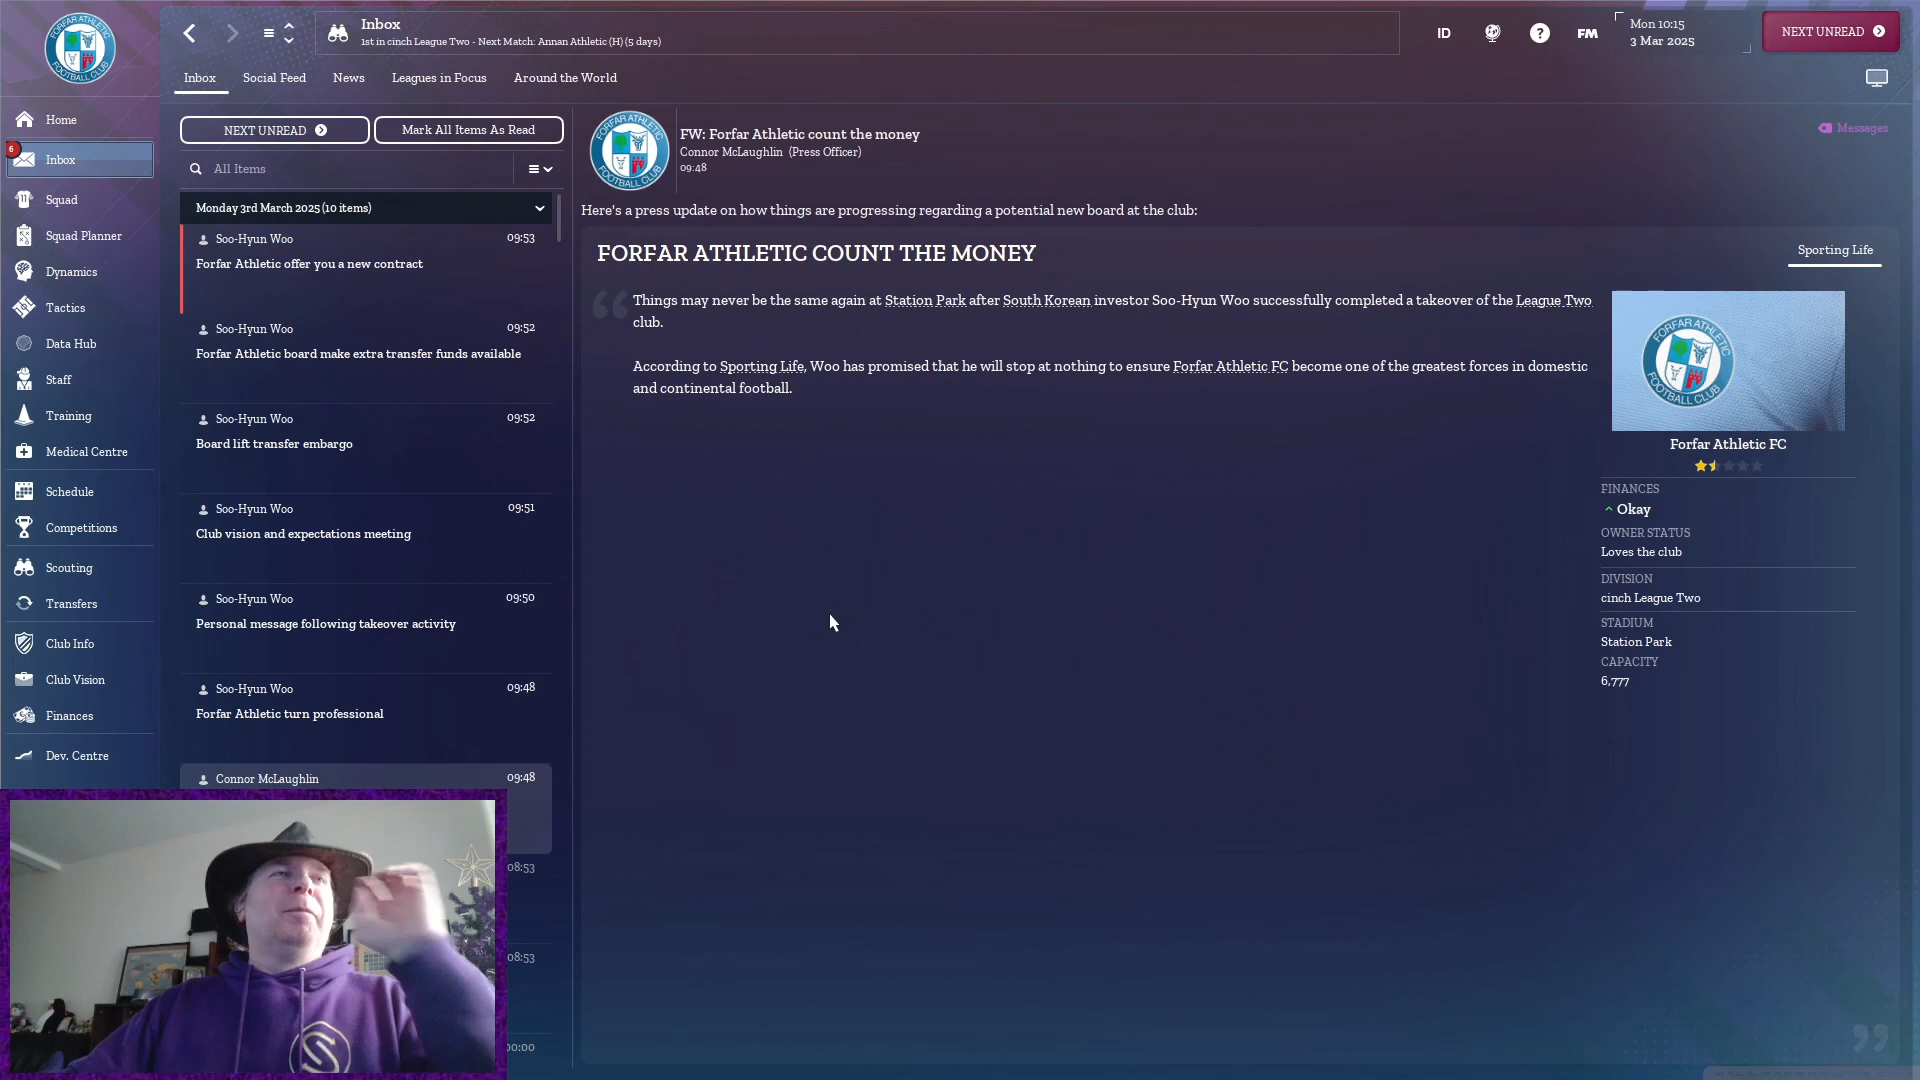 Inbox
1st in cinch League Two - Next Match: Annan Athletic (H) (5 days)
ID
FM
Mon 10:15
3 Mar 2025
NEXT UNREAD
Inbox
Social Feed
News
Leagues in Focus
Around the World
Home
6
Inbox
Squad
Squad Planner
Dynamics
Tactics
Data Hub
Staff
Training
Medical Centre
Schedule
Competitions
Scouting
Transfers
Club Info
Club Vision
Finances
Dev. Centre
NEXT UNREAD
Mark All Items As Read
All Items
Monday 3rd March 2025 (10 items)
Soo-Hyun Woo 09:53
Forfar Athletic offer you a new contract
Soo-Hyun Woo 09:52
Forfar Athletic board make extra transfer funds available
Soo-Hyun Woo 09:52
Board lift transfer embargo
Soo-Hyun Woo 09:51
Club vision and expectations meeting
Soo-Hyun Woo 09:50
Personal message following takeover activity
Soo-Hyun Woo 09:48
Forfar Athletic turn professional
Connor McLaughlin 09:48
08:53
08:53
00:00
FORFAR ATHLETIC
FOOTBALL CLUB
FW: Forfar Athletic count the money
Connor McLaughlin (Press Officer)
09:48
Messages
Here's a press update on how things are progressing regarding a potential new board at the club:
FORFAR ATHLETIC COUNT THE MONEY
Sporting Life
Things may never be the same again at Station Park after South Korean investor Soo-Hyun Woo successfully completed a takeover of the League Two
club.
According to Sporting Life, Woo has promised that he will stop at nothing to ensure Forfar Athletic FC become one of the greatest forces in domestic
and continental football.
FORFAR ATHLETIC
FOOTBALL CLUB
Forfar Athletic FC
FINANCES
Okay
OWNER STATUS
Loves the club
DIVISION
cinch League Two
STADIUM
Station Park
CAPACITY
6,777